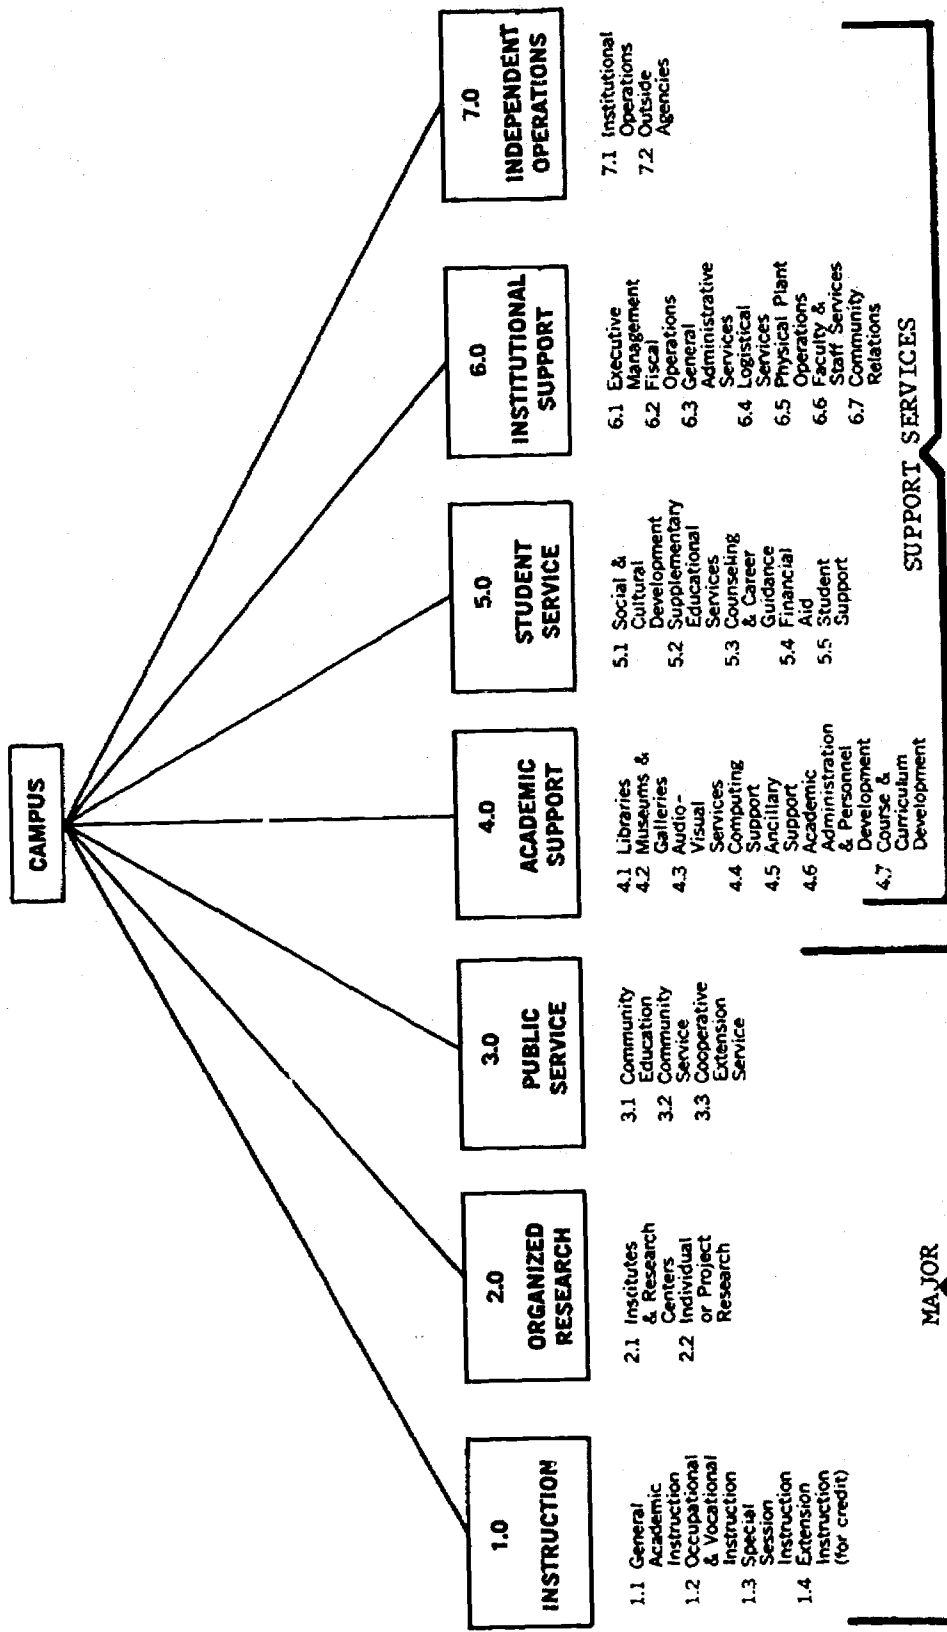 CAMPUS
1.0
INSTRUCTION
1.1 General
Academic
Instruction
1.2 Occupational
& Vocational
Instruction
1.3 Special
Session
Instruction
1.4 Extension
Instruction
(for credit)
2.0
ORGANIZED
RESEARCH
2.1 Institutes
& Research
Centers
2.2 Individual
or Project
Research
3.0
PUBLIC
SERVICE
3.1 Community
Education
3.2 Community
Service
3.3 Cooperative
Extension
Service
4.0
ACADEMIC
SUPPORT
4.1 Libraries
4.2 Museums &
Galleries
4.3 Audio-
Visual
Services
4.4 Computing
Support
4.5 Ancillary
Support
4.6 Academic
Administration
& Personnel
Development
4.7 Course &
Curriculum
Development
5.0
STUDENT
SERVICE
5.1 Social &
Cultural
Development
5.2 Supplementary
Educational
Services
5.3 Counseling
& Career
Guidance
5.4 Financial
Aid
5.5 Student
Support
6.0
INSTITUTIONAL
SUPPORT
6.1 Executive
Management
6.2 Fiscal
Operations
6.3 General
Administrative
Services
6.4 Logistical
Services
6.5 Physical Plant
Operations
6.6 Faculty &
Staff Services
6.7 Community
Relations
7.0
INDEPENDENT
OPERATIONS
7.1 Institutional
Operations
7.2 Outside
Agencies
MAJOR
SUPPORT SERVICES